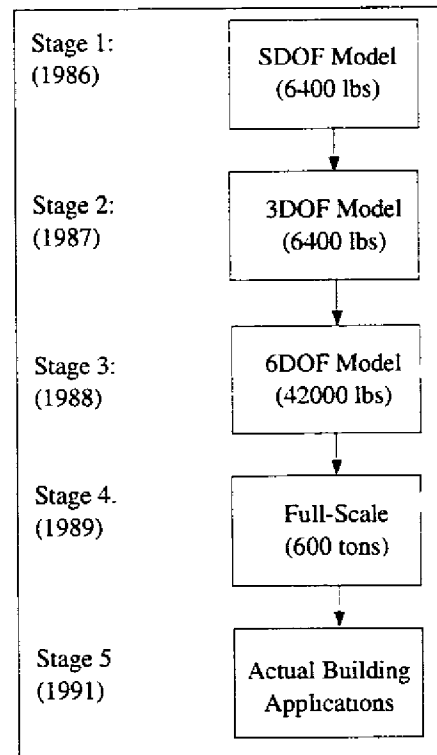 Stage 1:
(1986)
SDOF Model
(6400 lbs)
Stage 2:
(1987)
3DOF Model
(6400 lbs)
Stage 3:
(1988)
6DOF Model
(42000 lbs)
Stage 4.
(1989)
Full-Scale
(600 tons)
Stage 5
(1991)
Actual Building
Applications